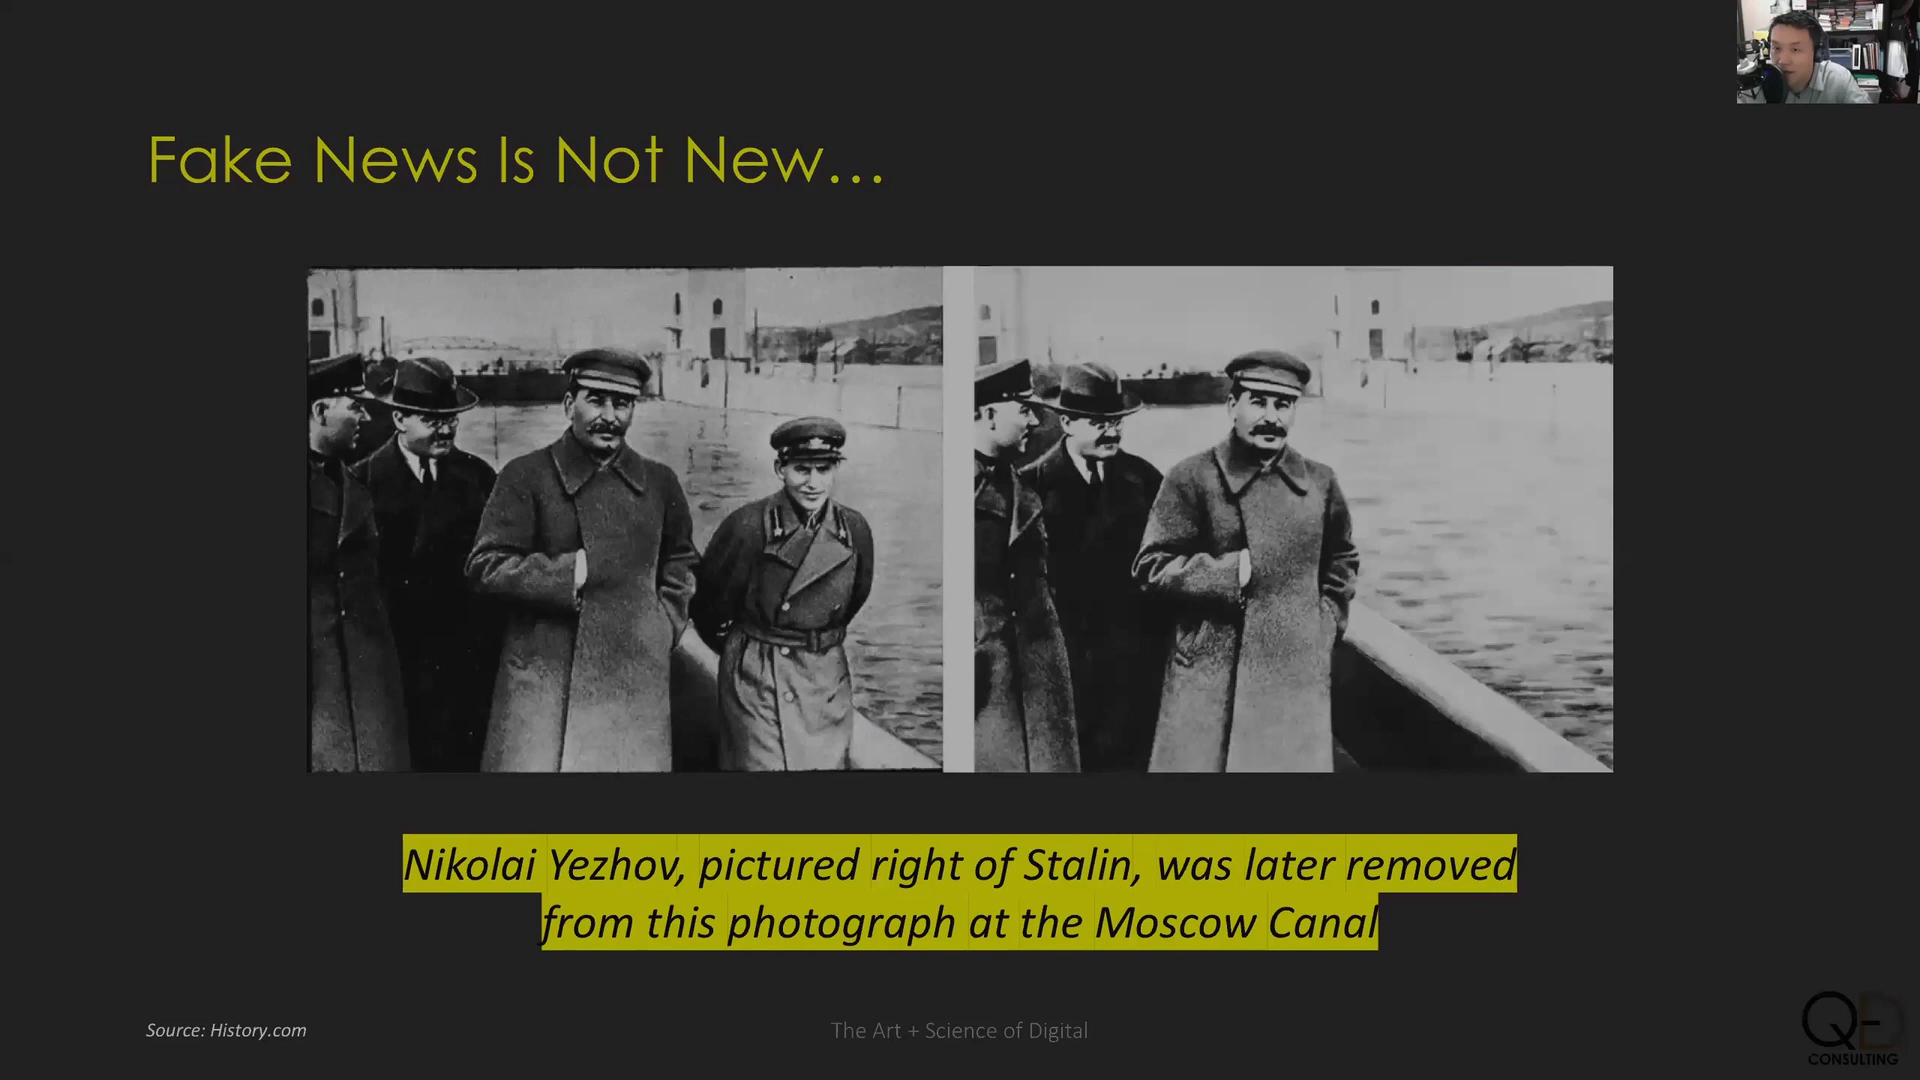 Fake News Is Not New...
Nikolai Yezhov, pictured right of Stalin, was later removed
from this photograph at the Moscow Canal
Source: History.com
The Art + Science of Digital
QED
CONSULTING